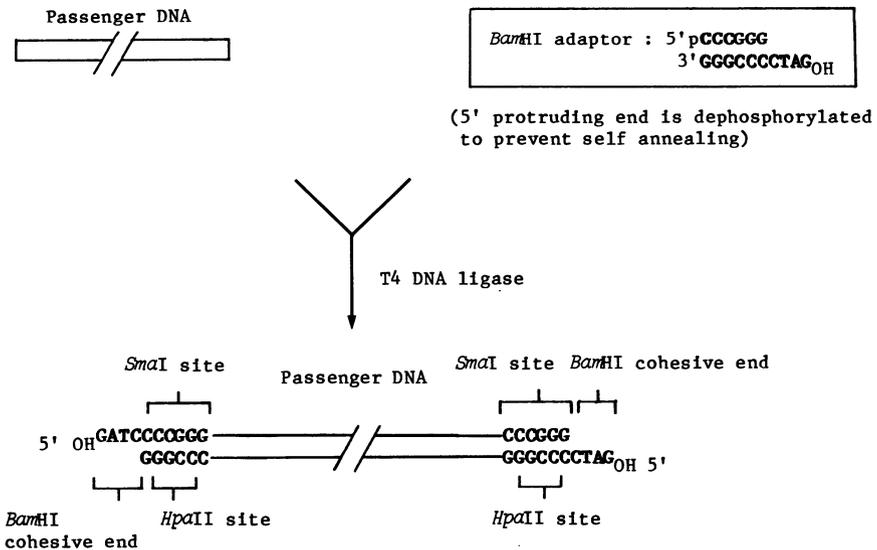 Passenger DNA
BamHI adaptor : 5'pCCCGGG
3'GGGCCCCTAGOH
(5' protruding end is dephosphorylated
to prevent self annealing)
T4 DNA ligase
SmaI site
Passenger DNA
SmaI site BamHI cohesive end
5' OHGATCCCCGGG
CCCGGG
GGGCCC
GGGCCCCTAGOH 5'
BamHI
cohesive end
HpaII site
HpaII site